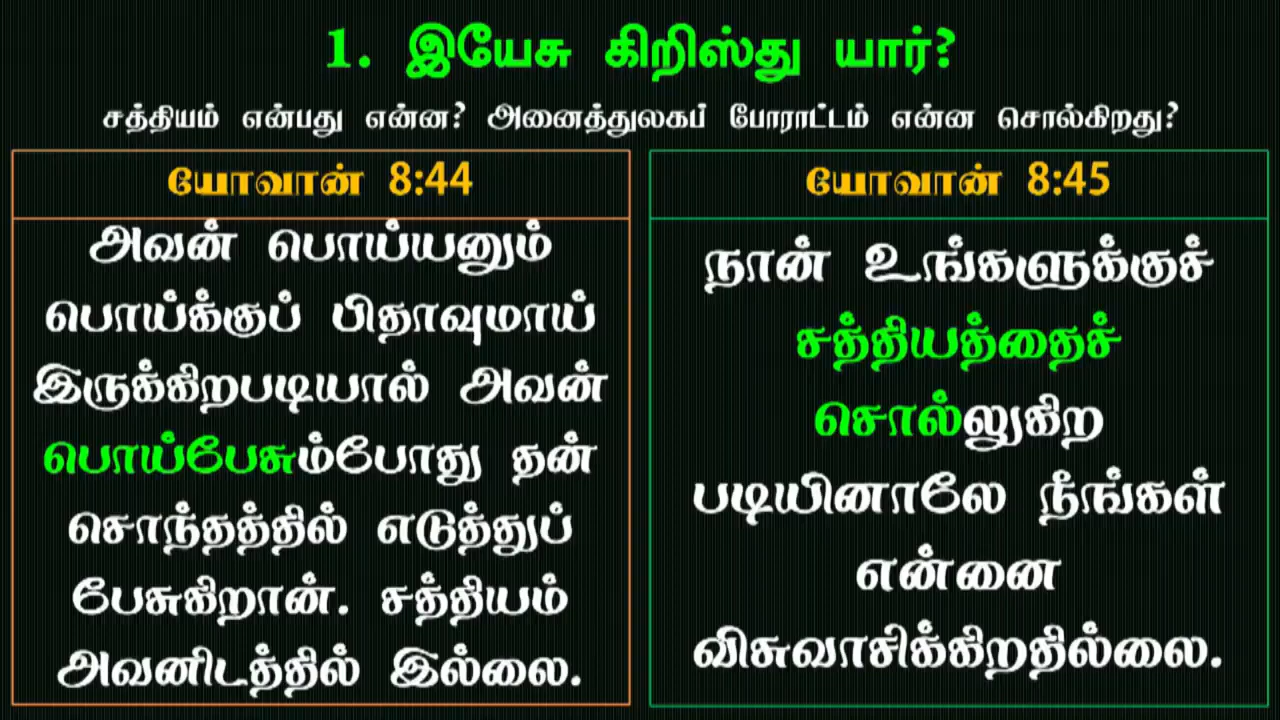 1. இயேசு கிறிஸ்து யார்?
சத்தியம் என்பது என்ன? அனைத்துலகப் போராட்டம் என்ன சொல்கிறது?
யோவான் 8:44
அவன் பொய்யனும்
பொய்க்குப் பிதாவுமாய்
இருக்கிறபடியால் அவன்
பொய்பேசும்போது தன்
சொந்தத்தில் எடுத்துப்
பேசுகிறான். சத்தியம்
அவனிடத்தில் இல்லை.
யோவான் 8:45
நான் உங்களுக்குச்
சத்தியத்தைச்
சொல்லுகிற
படியினாலே நீங்கள்
என்னை
விசுவாசிக்கிறதில்லை.